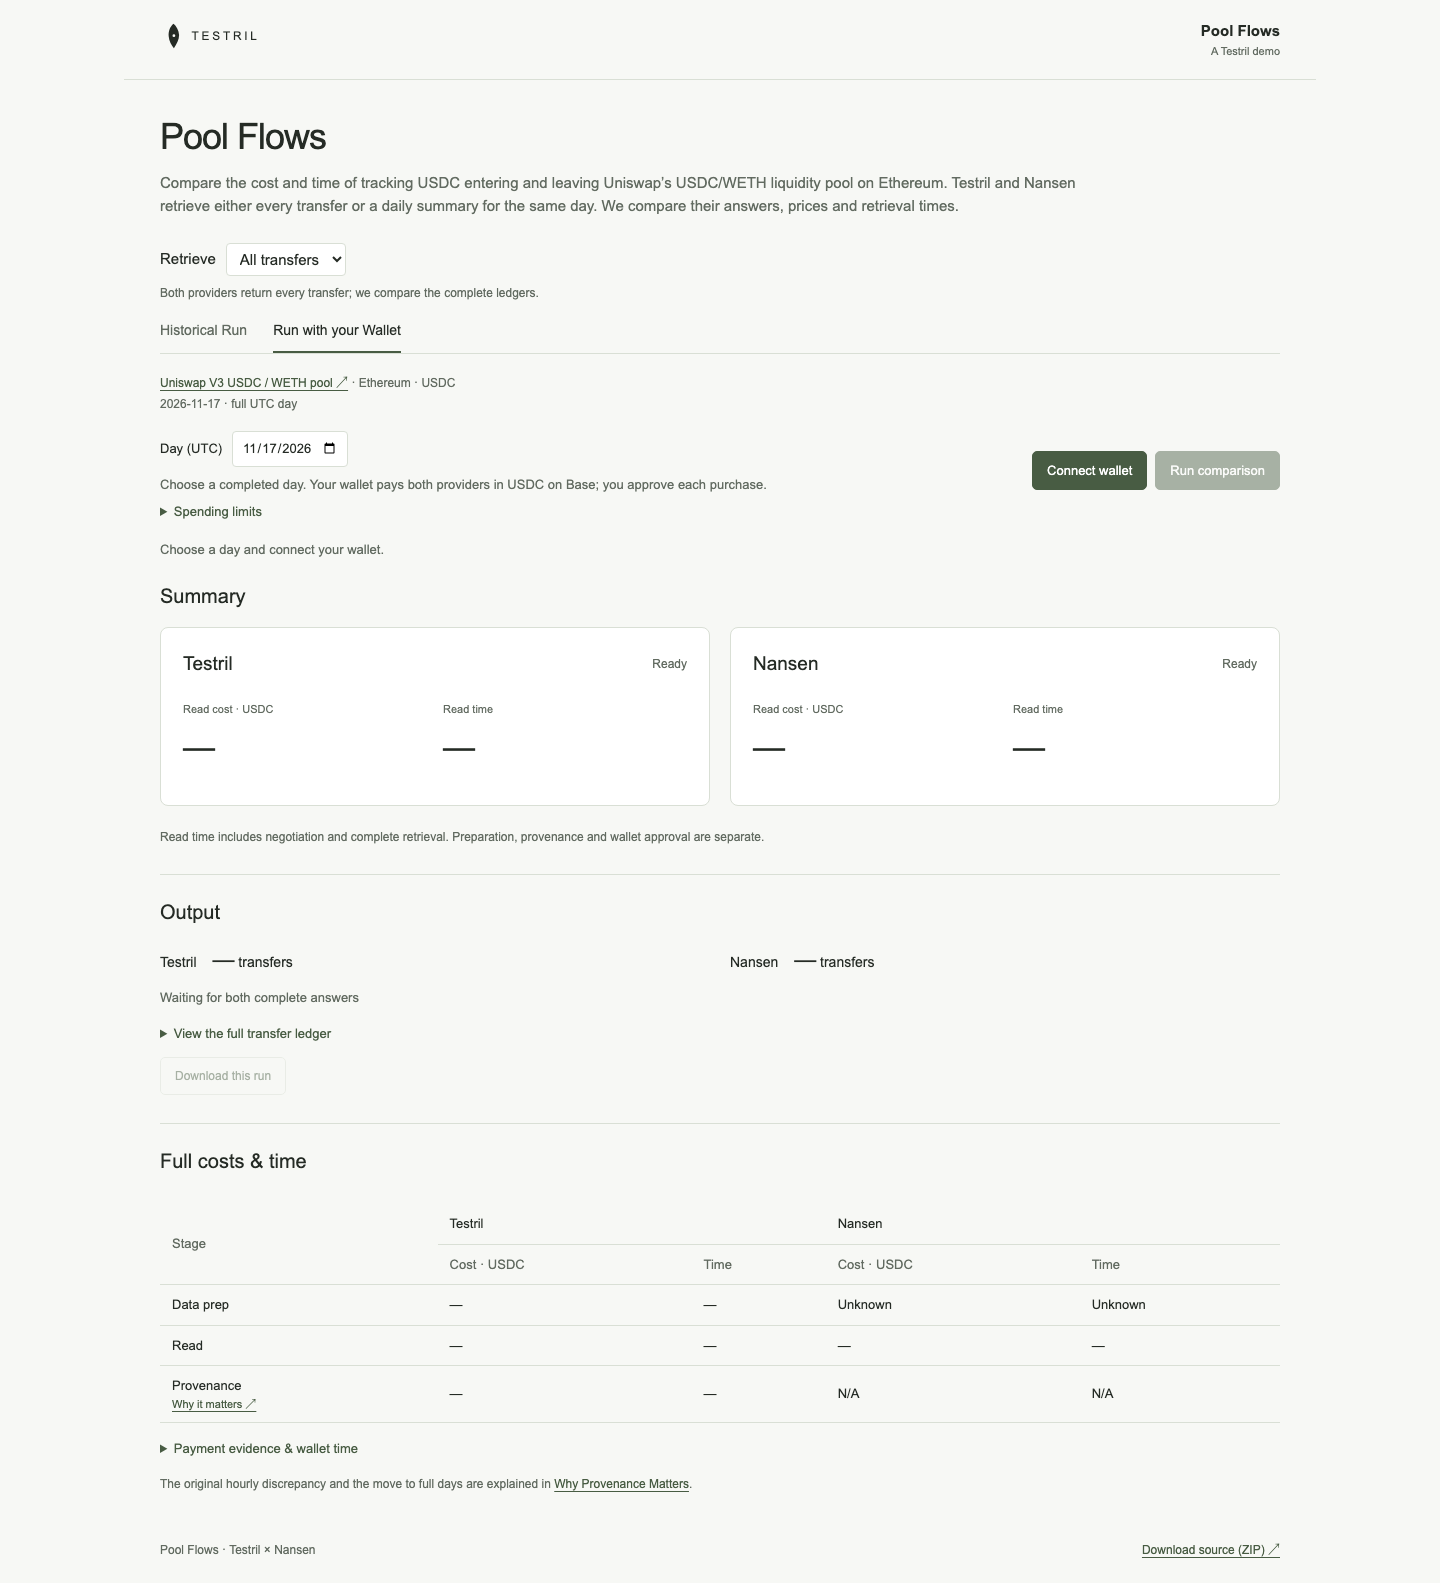 TESTRIL
Pool Flows
A Testril demo
Pool Flows
Compare the cost and time of tracking USDC entering and leaving Uniswap’s USDC/WETH liquidity pool on Ethereum. Testril and Nansen
retrieve either every transfer or a daily summary for the same day. We compare their answers, prices and retrieval times.
Retrieve All transfers
Both providers return every transfer; we compare the complete ledgers.
Historical Run Run with your Wallet
Uniswap V3 USDC / WETH pool ↗ · Ethereum · USDC
2026-11-17 · full UTC day
Day (UTC) 11/17/2026
Connect wallet Run comparison
Choose a completed day. Your wallet pays both providers in USDC on Base; you approve each purchase.
▶ Spending limits
Choose a day and connect your wallet.
Summary
Testril Ready
Read cost · USDC Read time
— —
Nansen Ready
Read cost · USDC Read time
— —
Read time includes negotiation and complete retrieval. Preparation, provenance and wallet approval are separate.
Output
Testril — transfers Nansen — transfers
Waiting for both complete answers
▶ View the full transfer ledger
Download this run
Full costs & time
Stage Testril Nansen
Cost · USDC Time Cost · USDC Time
Data prep — — Unknown Unknown
Read — — — —
Provenance — — N/A N/A
Why it matters ↗
▶ Payment evidence & wallet time
The original hourly discrepancy and the move to full days are explained in Why Provenance Matters.
Pool Flows · Testril × Nansen Download source (ZIP) ↗